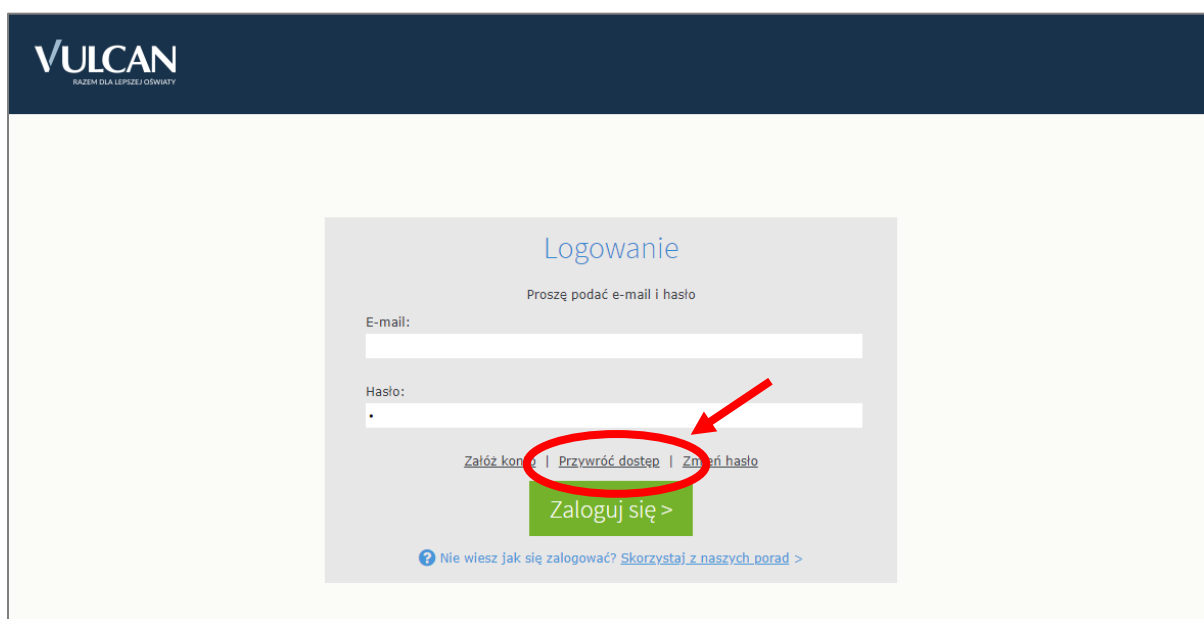 VULCAN
RAZEM DLA LEPSZEJ OŚWIATY
Logowanie
Proszę podać e-mail i hasło
E-mail:
Hasło:
Załóż konto | Przywróć dostęp | Zmień hasło
Zaloguj się >
? Nie wiesz jak się zalogować? Skorzystaj z naszych porad >